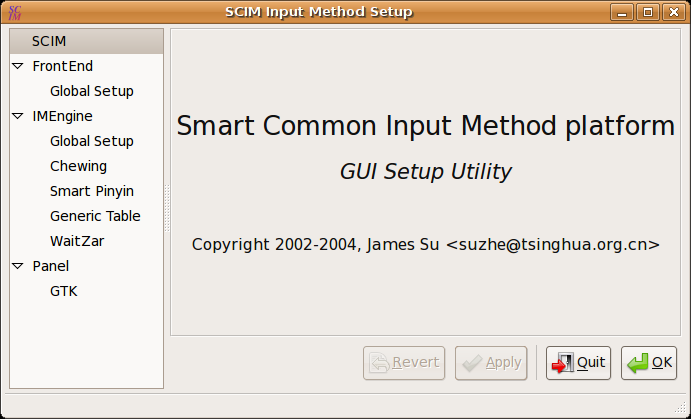 SCIM
SCIM Input Method Setup
SCIM
FrontEnd
Global Setup
IMEngine
Global Setup
Chewing
Smart Pinyin
Generic Table
WaitZar
Panel
GTK
Smart Common Input Method platform
GUI Setup Utility
Copyright 2002-2004, James Su <suzhe@tsinghua.org.cn>
Revert
Apply
Quit
OK